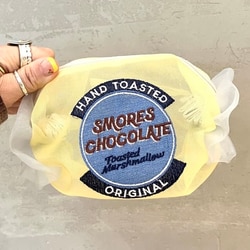 HAND TOASTED
SMORES
CHOCOLATE
Toasted
Marshmallow
ORIGINAL